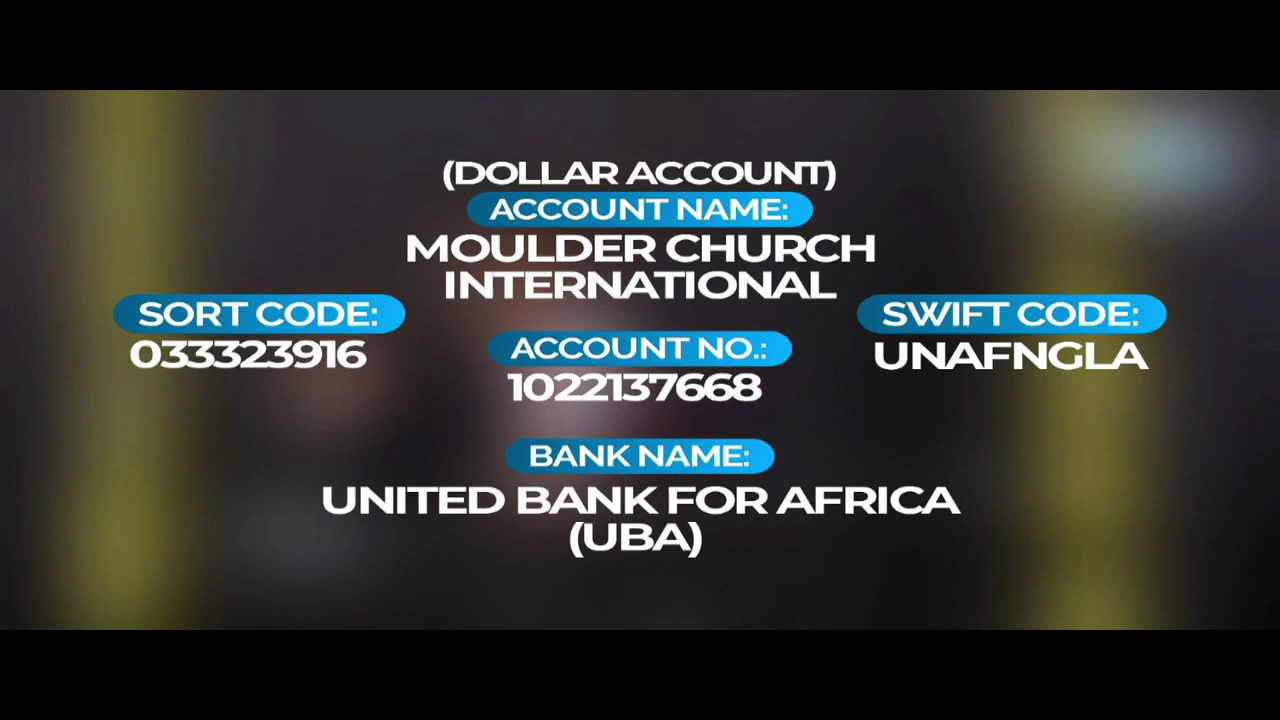 (DOLLAR ACCOUNT)
ACCOUNT NAME:
MOULDER CHURCH
INTERNATIONAL
SORT CODE:
033323916
ACCOUNT NO.:
1022137668
SWIFT CODE:
UNAFNGLA
BANK NAME:
UNITED BANK FOR AFRICA
(UBA)